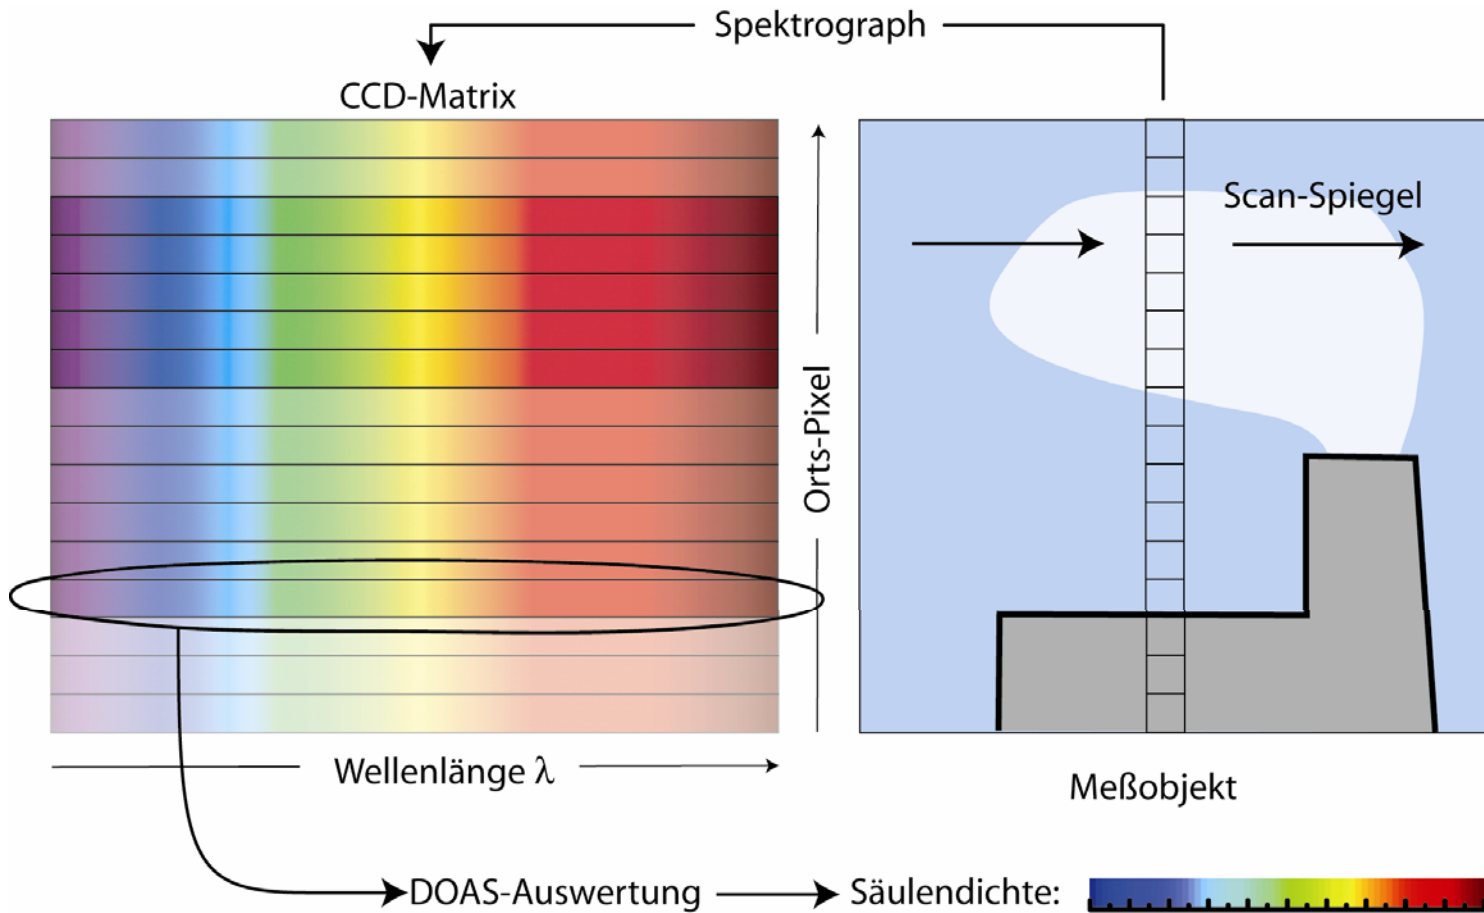 Spektrograph
CCD-Matrix
Scan-Spiegel
Orts-Pixel
Wellenlänge λ
Meßobjekt
DOAS-Auswertung
Säulendichte: